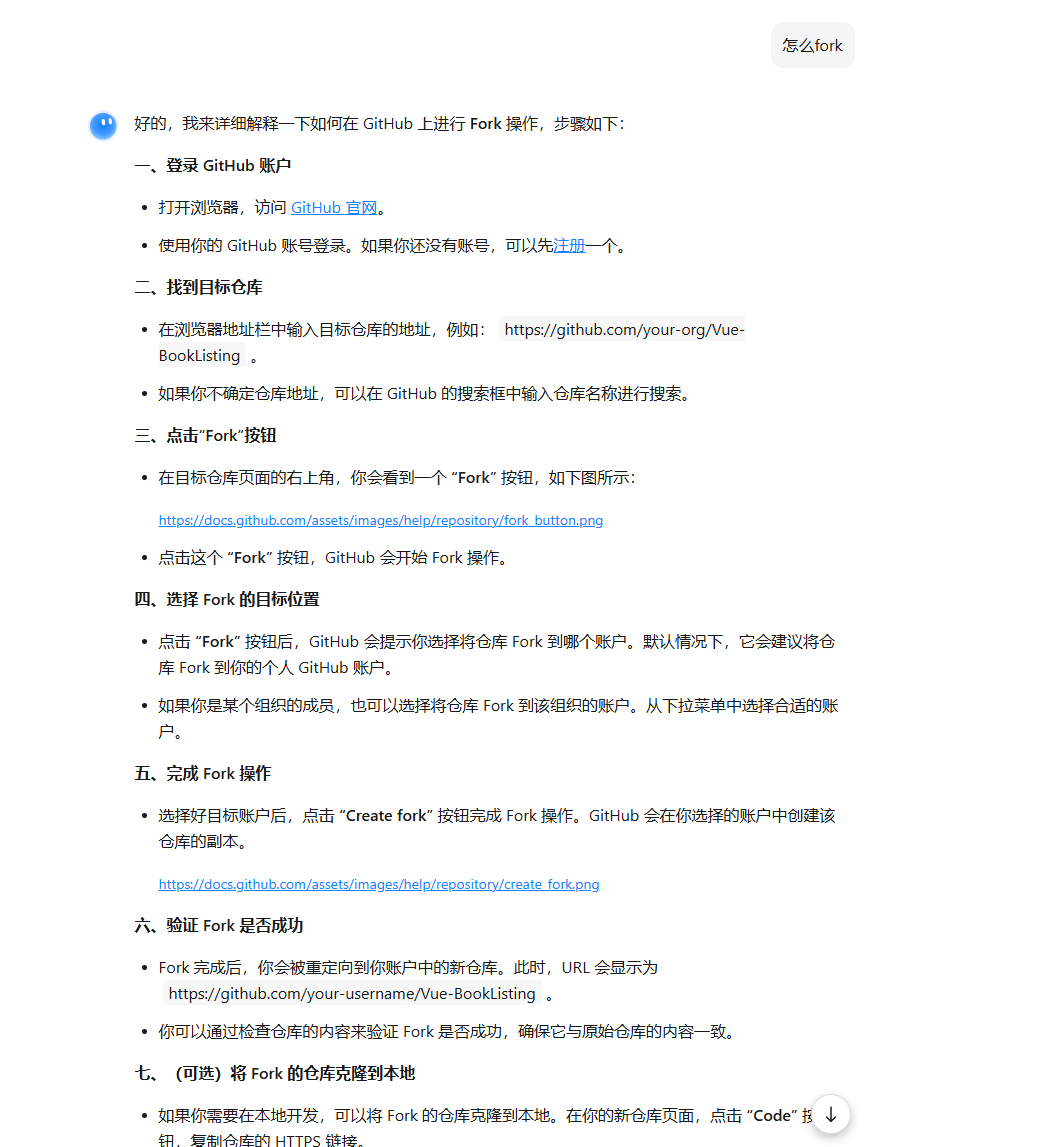 怎么fork
好的，我来详细解释一下如何在 GitHub 上进行 Fork 操作，步骤如下：
一、登录 GitHub 账户
• 打开浏览器，访问 GitHub 官网。
• 使用你的 GitHub 账号登录。如果你还没有账号，可以先注册一个。
二、找到目标仓库
• 在浏览器地址栏中输入目标仓库的地址，例如： https://github.com/your-org/Vue-
BookListing 。
• 如果你不确定仓库地址，可以在 GitHub 的搜索框中输入仓库名称进行搜索。
三、点击“Fork”按钮
• 在目标仓库页面的右上角，你会看到一个 “Fork” 按钮，如下图所示：
https://docs.github.com/assets/images/help/repository/fork_button.png
• 点击这个 “Fork” 按钮，GitHub 会开始 Fork 操作。
四、选择 Fork 的目标位置
• 点击 “Fork” 按钮后，GitHub 会提示你选择将仓库 Fork 到哪个账户。默认情况下，它会建议将仓
库 Fork 到你的个人 GitHub 账户。
• 如果你是某个组织的成员，也可以选择将仓库 Fork 到该组织的账户。从下拉菜单中选择合适的账
户。
五、完成 Fork 操作
• 选择好目标账户后，点击 “Create fork” 按钮完成 Fork 操作。GitHub 会在你选择的账户中创建该
仓库的副本。
https://docs.github.com/assets/images/help/repository/create_fork.png
六、验证 Fork 是否成功
• Fork 完成后，你会被重定向到你账户中的新仓库。此时，URL 会显示为
https://github.com/your-username/Vue-BookListing 。
• 你可以通过检查仓库的内容来验证 Fork 是否成功，确保它与原始仓库的内容一致。
七、（可选）将 Fork 的仓库克隆到本地
• 如果你需要在本地开发，可以将 Fork 的仓库克隆到本地。在你的新仓库页面，点击 “Code” 按
钮，复制仓库的 HTTPS 链接。